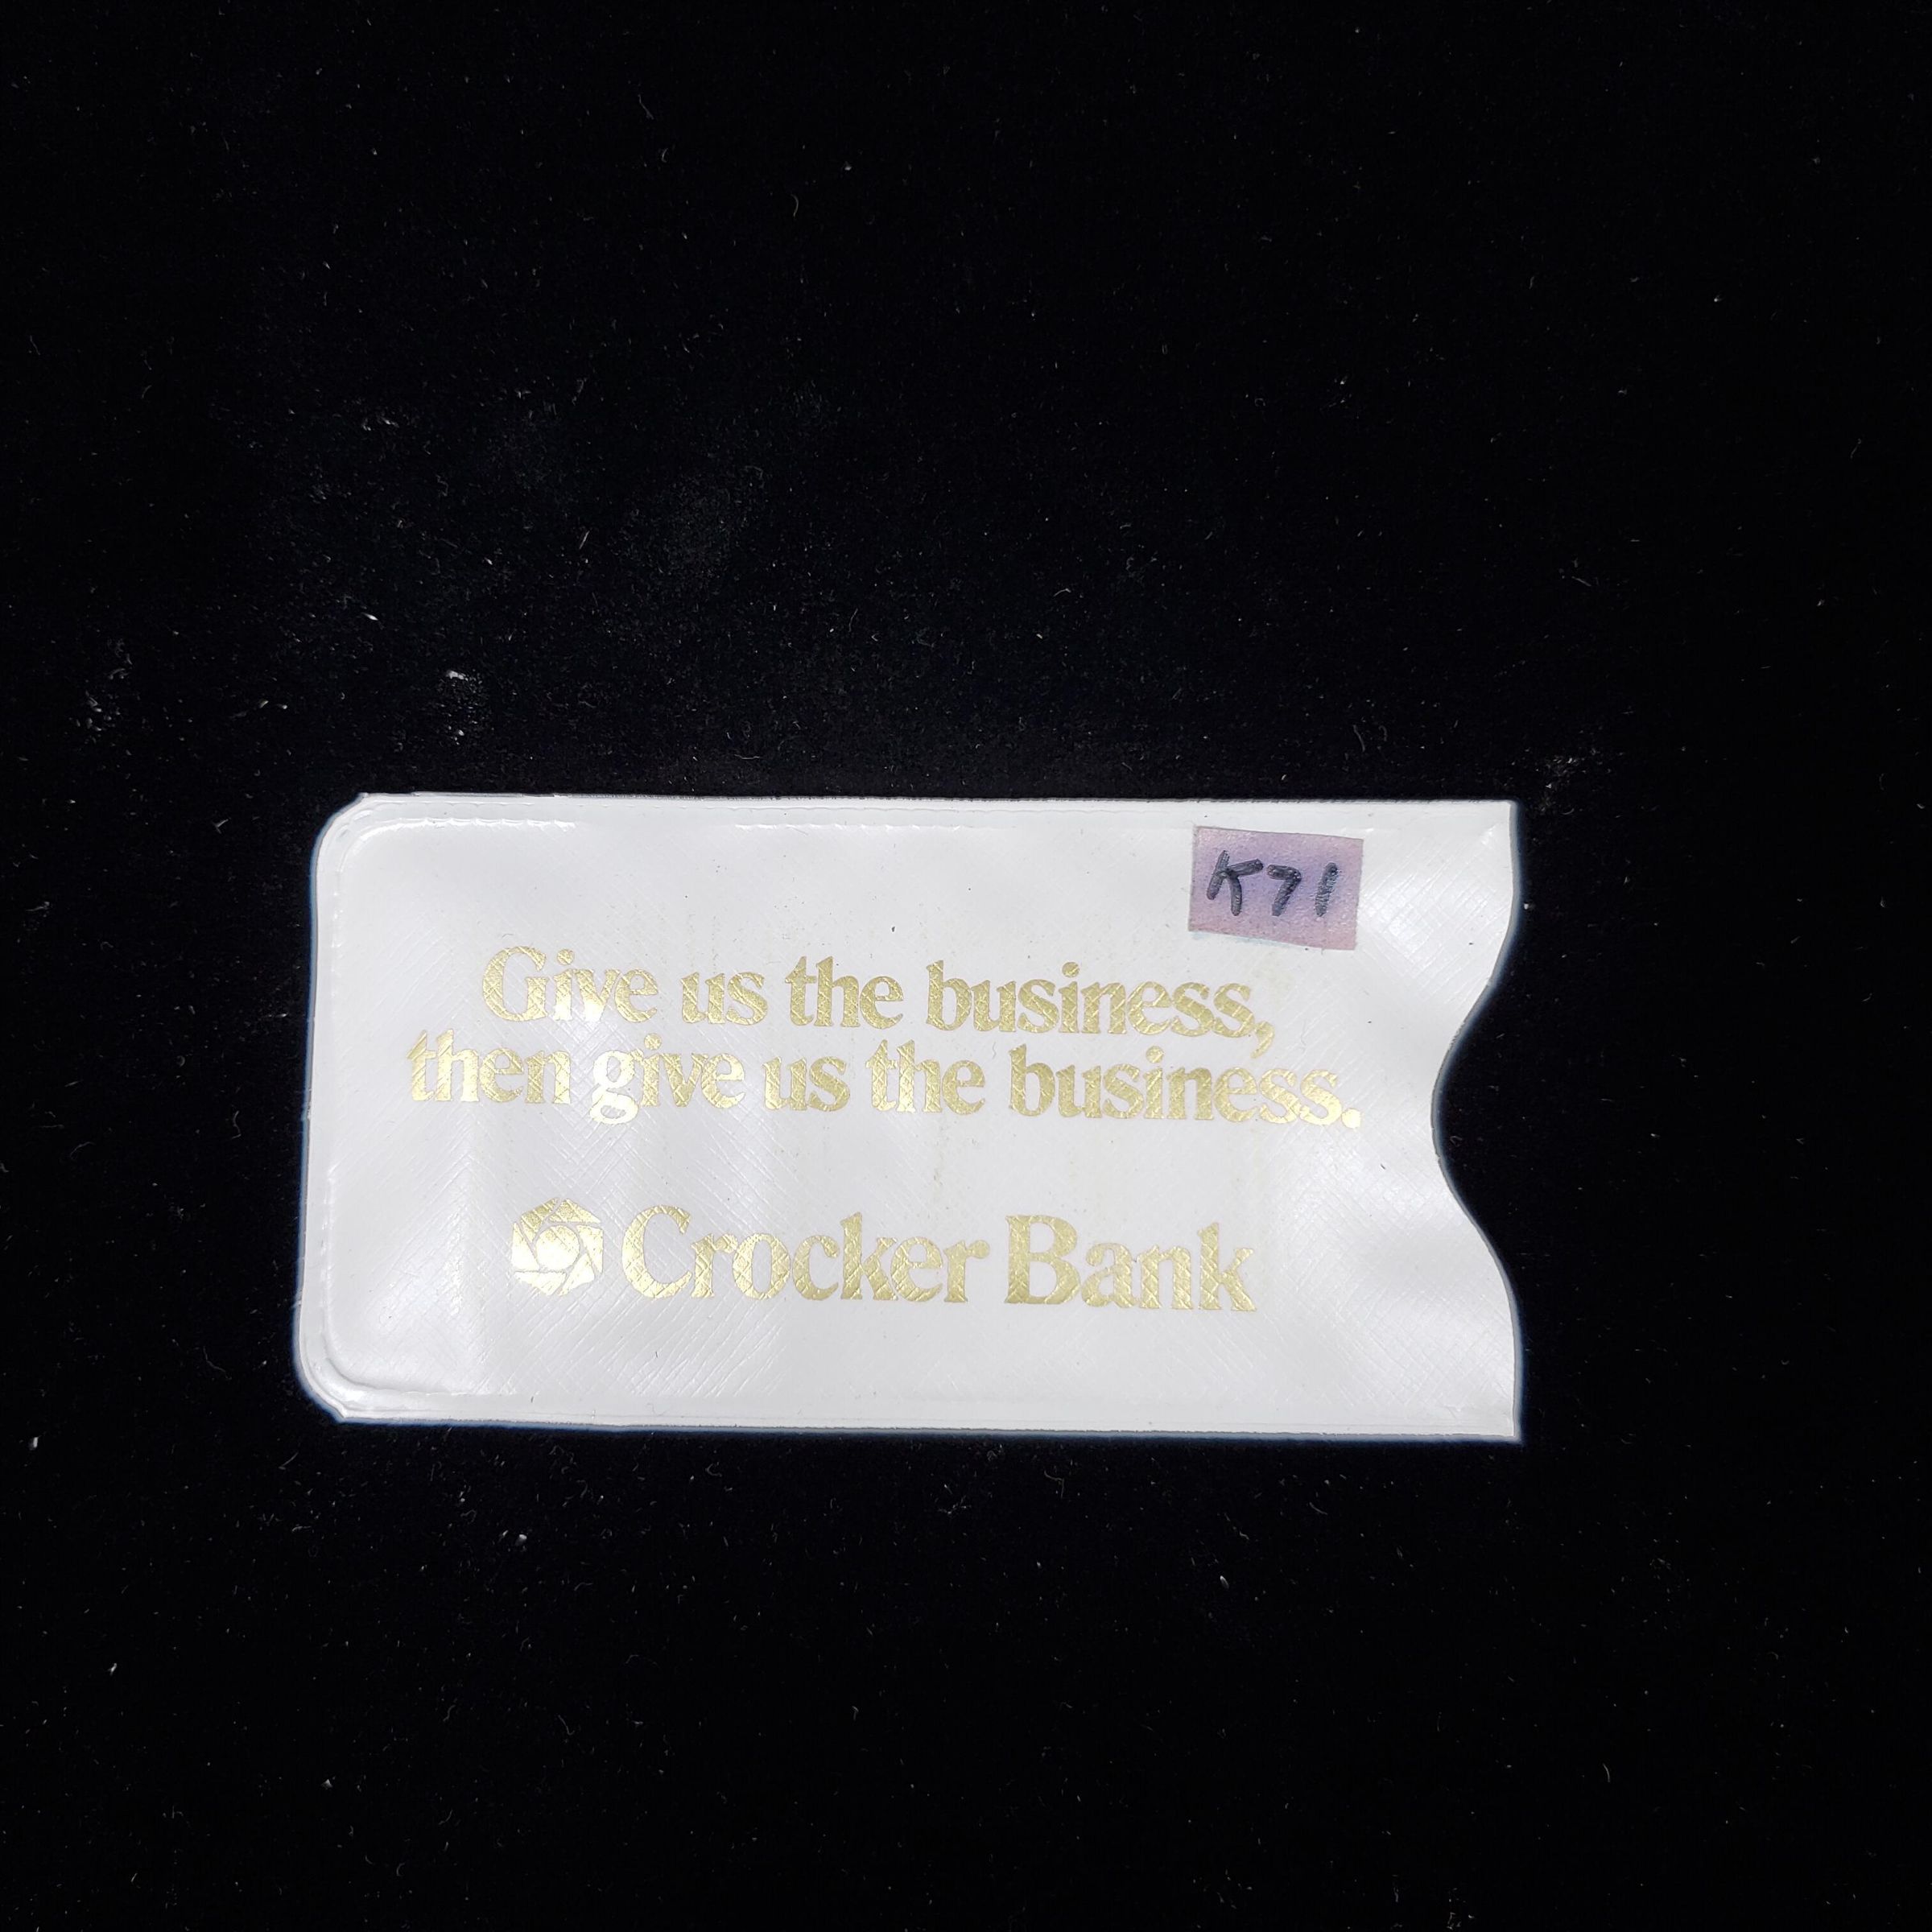 K71
Give us the business,
then give us the business.
Crocker Bank